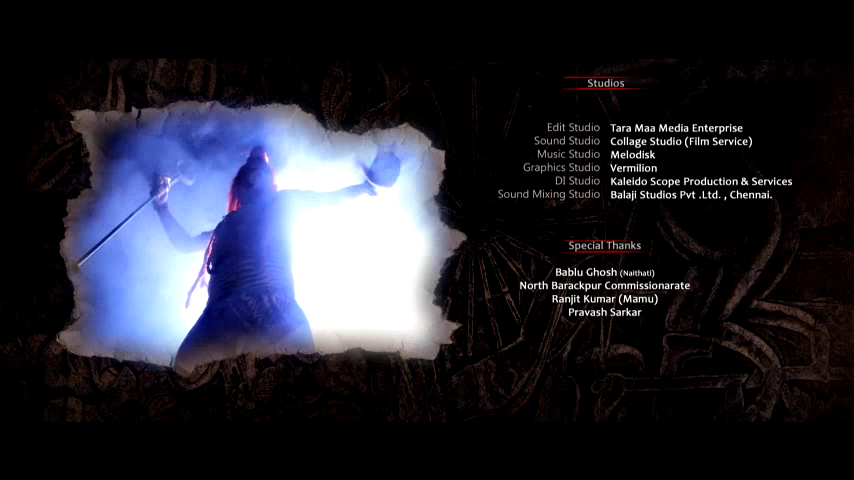 Studios
Edit Studio Tara Maa Media Enterprise
Sound Studio Collage Studio (Film Service)
Music Studio Melodisk
Graphics Studio Vermilion
DI Studio Kaleido Scope Production & Services
Sound Mixing Studio Balaji Studios Pvt .Ltd. , Chennai.
Special Thanks
Bablu Ghosh (Naithati)
North Barackpur Commissionarate
Ranjit Kumar (Mamu)
Pravash Sarkar